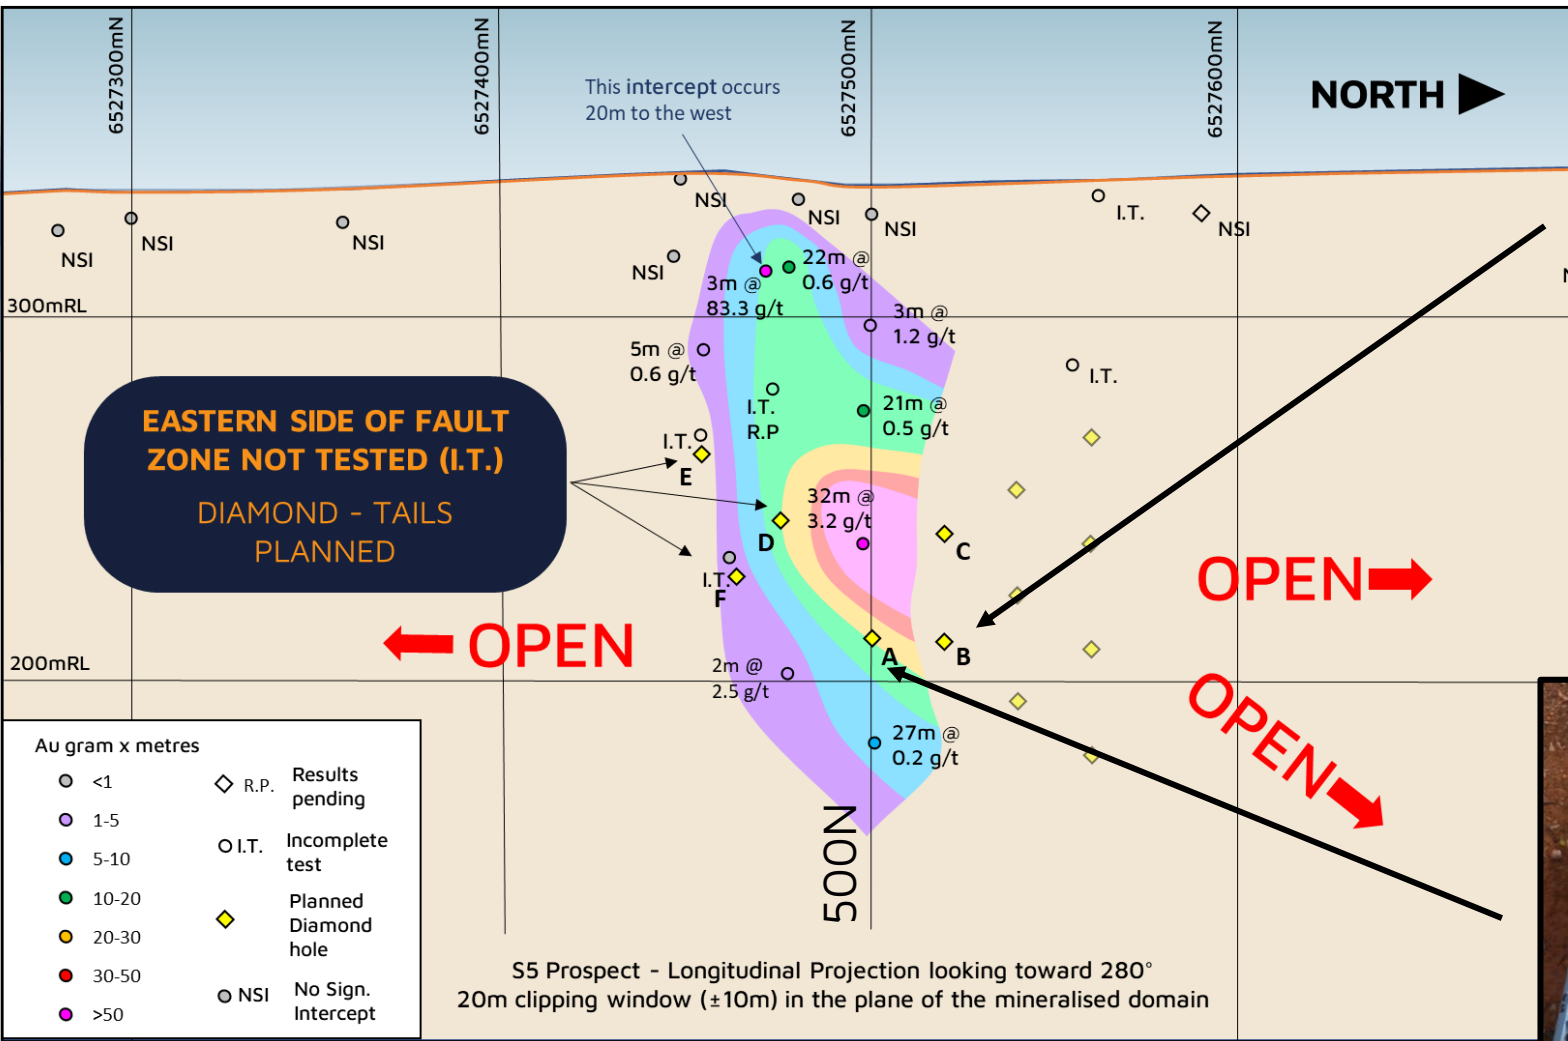 6527300mN
6527400mN
6527500mN
6527600mN
NORTH
This intercept occurs
20m to the west
NSI
NSI
NSI
NSI
NSI
NSI
NSI
I.T.
NSI
22m @
0.6 g/t
3m @
83.3 g/t
300mRL
3m @
1.2 g/t
5m @
0.6 g/t
I.T.
I.T.
R.P
21m @
0.5 g/t
EASTERN SIDE OF FAULT
ZONE NOT TESTED (I.T.)
DIAMOND - TAILS
PLANNED
I.T.
E
32m @
3.2 g/t
D
C
I.T.
F
OPEN
OPEN
200mRL
2m @
2.5 g/t
A
B
OPEN
27m @
0.2 g/t
500N
Au gram x metres
<1
1-5
5-10
10-20
20-30
30-50
>50
R.P.
Results
pending
I.T.
Incomplete
test
Planned
Diamond
hole
NSI
No Sign.
Intercept
S5 Prospect - Longitudinal Projection looking toward 280°
20m clipping window (±10m) in the plane of the mineralised domain